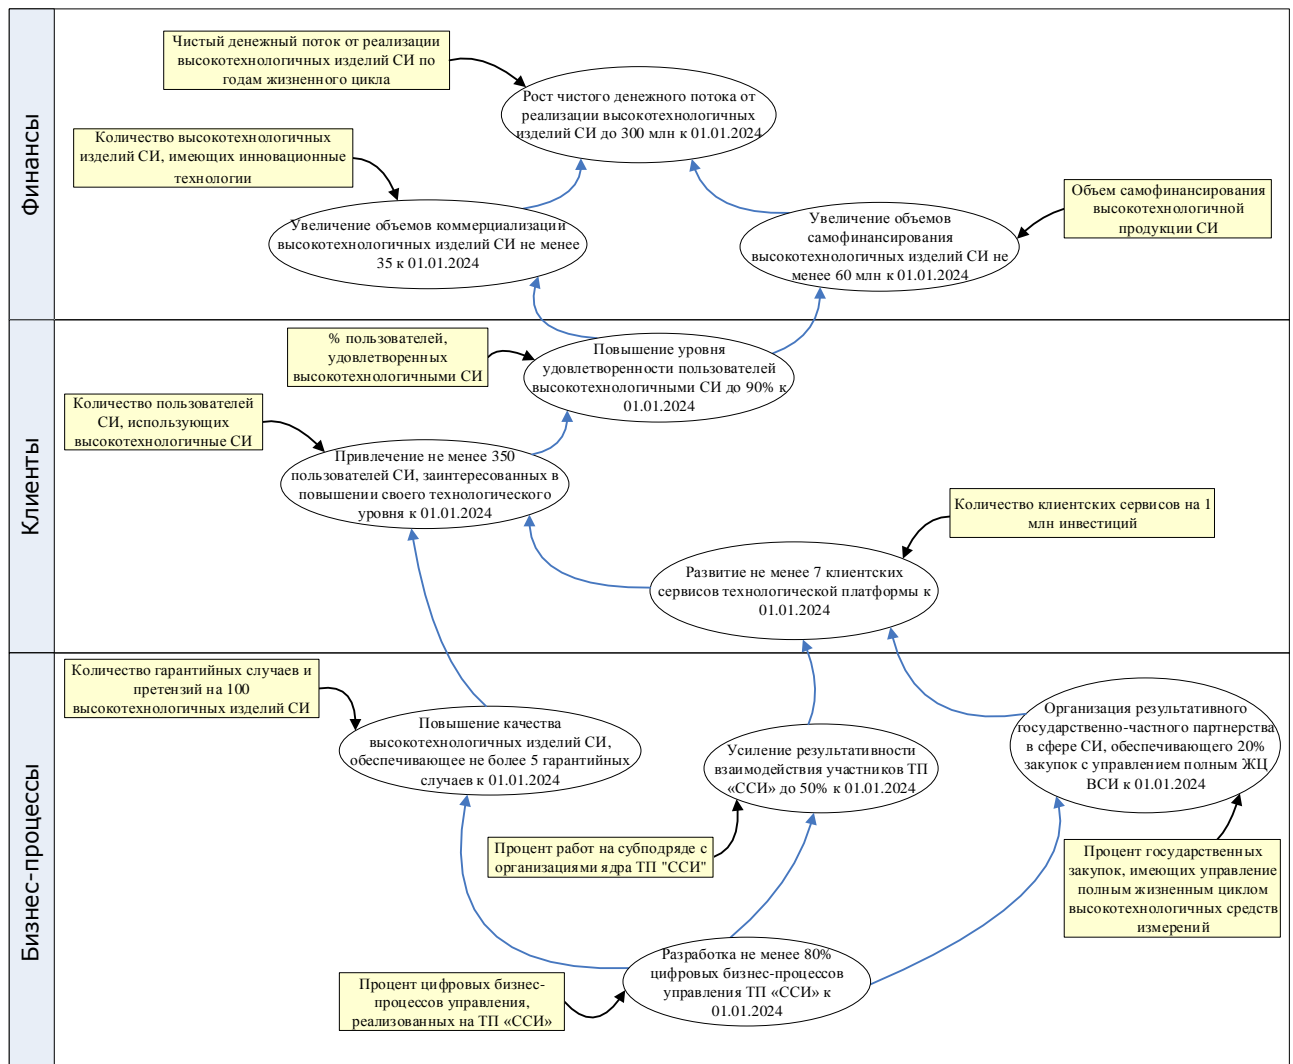 Финансы
Чистый денежный поток от реализации
высокотехнологичных изделий СИ по
годам жизненного цикла
Рост чистого денежного потока от
реализации высокотехнологичных
изделий СИ до 300 млн к 01.01.2024
Количество высокотехнологичных
изделий СИ, имеющих инновационные
технологии
Увеличение объемов коммерциализации
высокотехнологичных изделий СИ не менее
35 к 01.01.2024
Увеличение объемов
самофинансирования
высокотехнологичных изделий СИ не
менее 60 млн к 01.01.2024
Объем самофинансирования
высокотехнологичной
продукции СИ
Клиенты
% пользователей,
удовлетворенных
высокотехнологичными СИ
Повышение уровня
удовлетворенности пользователей
высокотехнологичными СИ до 90% к
01.01.2024
Количество пользователей
СИ, использующих
высокотехнологичные СИ
Привлечение не менее 350
пользователей СИ, заинтересованных в
повышении своего технологического
уровня к 01.01.2024
Количество клиентских сервисов на 1
млн инвестиций
Развитие не менее 7 клиентских
сервисов технологической платформы к
01.01.2024
Бизнес-процессы
Количество гарантийных случаев и
претензий на 100
высокотехнологичных изделий СИ
Повышение качества
высокотехнологичных изделий СИ,
обеспечивающее не более 5 гарантийных
случаев к 01.01.2024
Усиление результативности
взаимодействия участников ТП
«ССИ» до 50% к 01.01.2024
Организация результативного
государственно-частного партнерства
в сфере СИ, обеспечивающего 20%
закупок с управлением полным ЖЦ
ВСИ к 01.01.2024
Процент работ на субподряде с
организациями ядра ТП "ССИ"
Процент государственных
закупок, имеющих управление
полным жизненным циклом
высокотехнологичных средств
измерений
Разработка не менее 80%
цифровых бизнес-процессов
управления ТП «ССИ» к
01.01.2024
Процент цифровых бизнес-
процессов управления,
реализованных на ТП «ССИ»